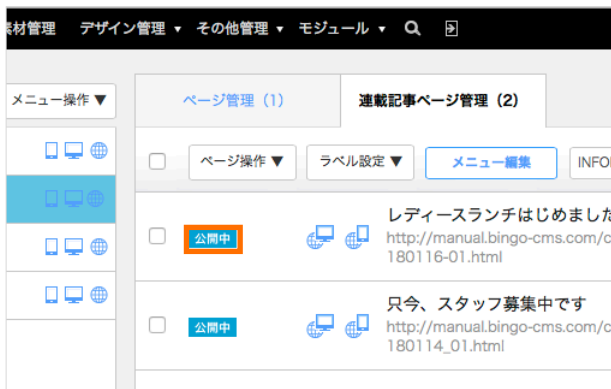 素材管理 デザイン管理 ▼ その他管理 ▼ モジュール ▼
メニュー操作 ▼
ページ管理 (1)
連載記事ページ管理 (2)
ページ操作 ▼ ラベル設定 ▼ メニュー編集 INFO
公開中
レディースランチはじめました
http://manual.bingo-cms.com/c
180116-01.html
公開中
只今、スタッフ募集中です
http://manual.bingo-cms.com/c
180114_01.html